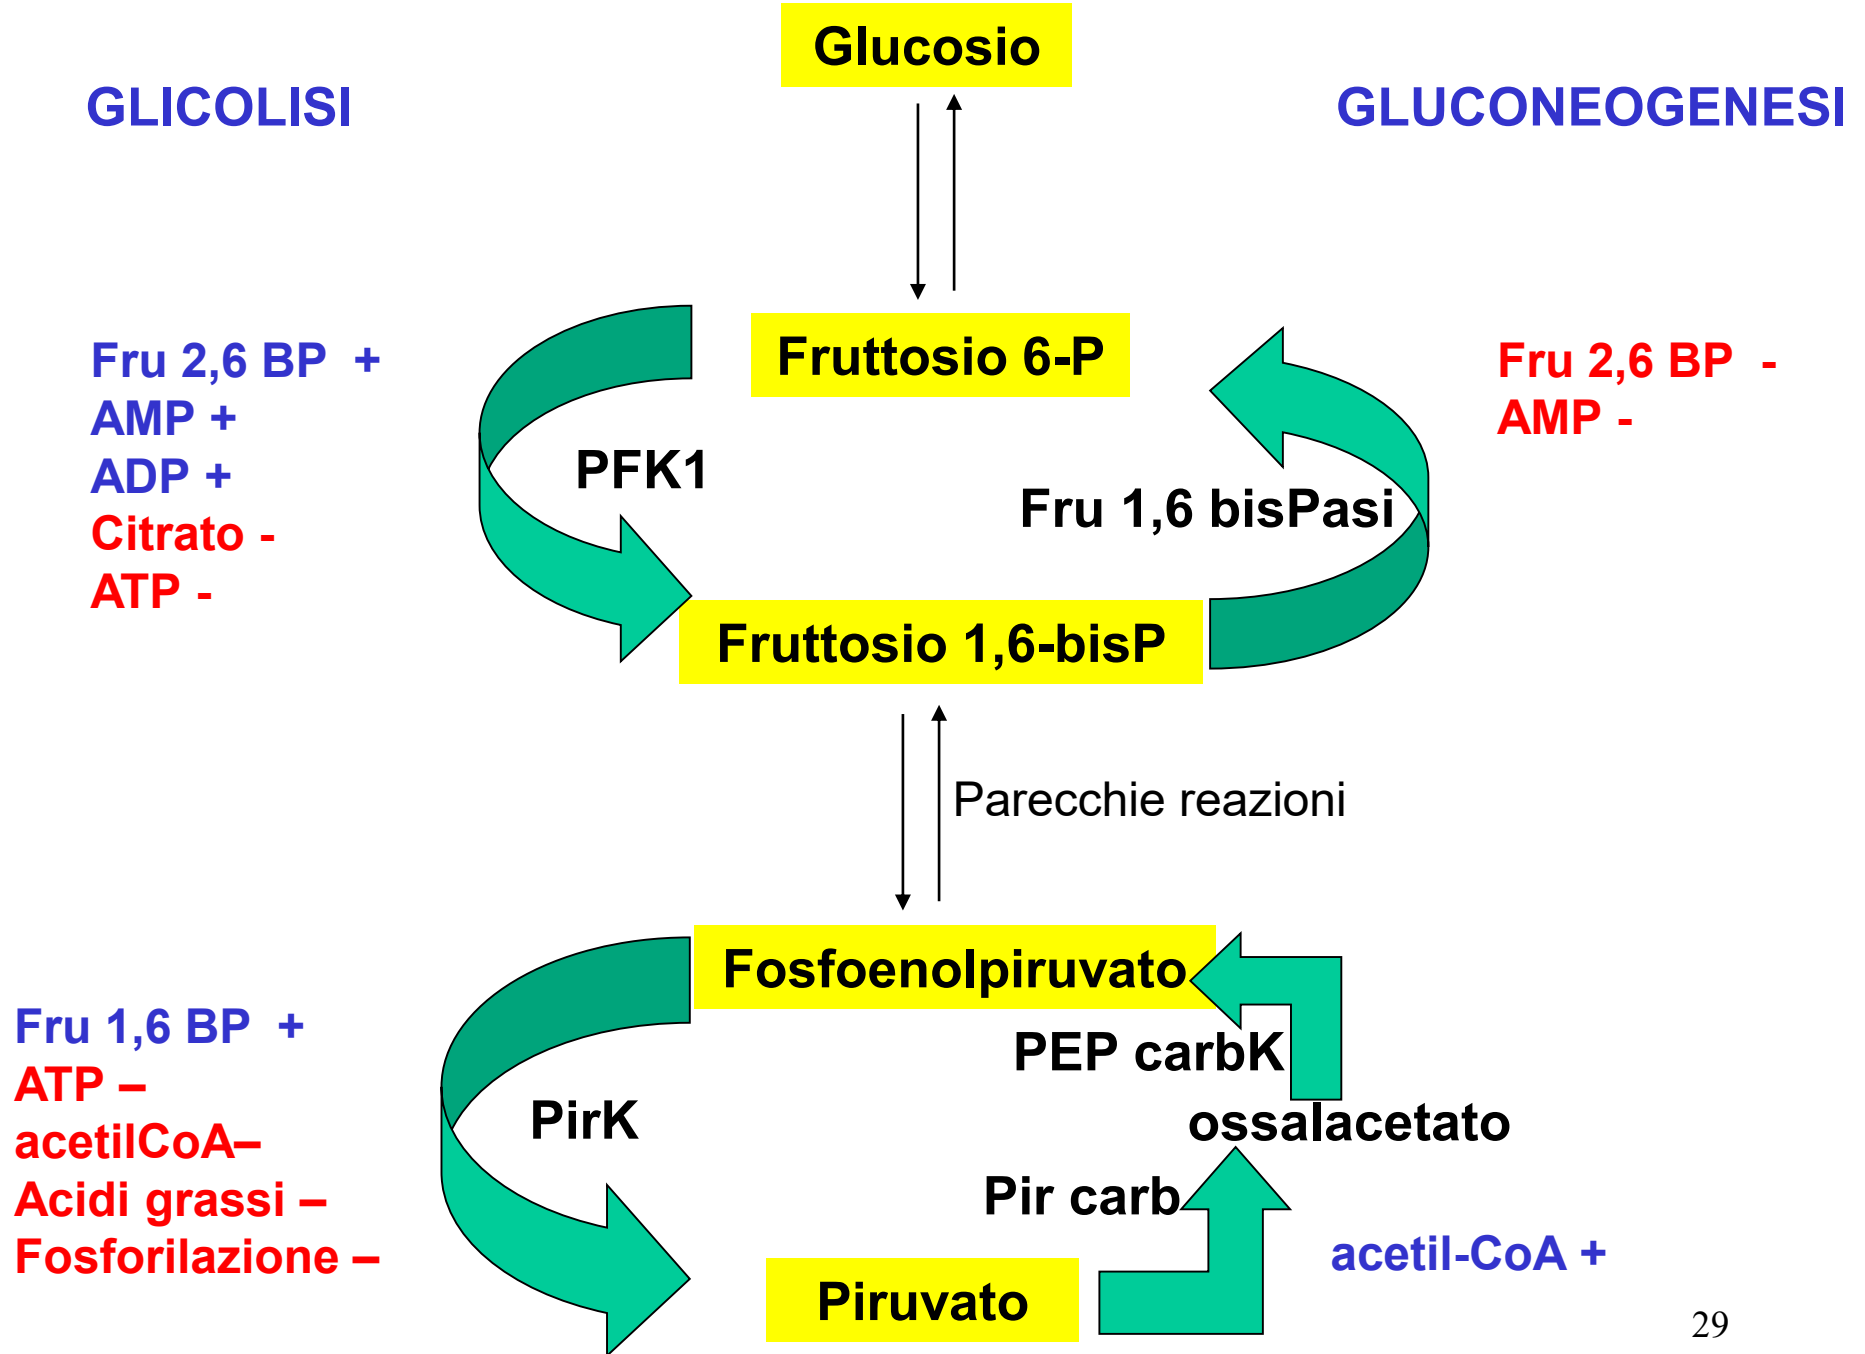 Glucosio
GLICOLISI
GLUCONEOGENESI
Fruttosio 6-P
Fru 2,6 BP +
AMP +
ADP +
Citrato -
ATP -
PFK1
Fru 1,6 bisPasi
Fru 2,6 BP -
AMP -
Fruttosio 1,6-bisP
Parecchie reazioni
Fosfoenolpiruvato
Fru 1,6 BP +
ATP –
acetilCoA–
Acidi grassi –
Fosforilazione –
PirK
PEP carbK
ossalacetato
Pir carb
acetil-CoA +
Piruvato
29